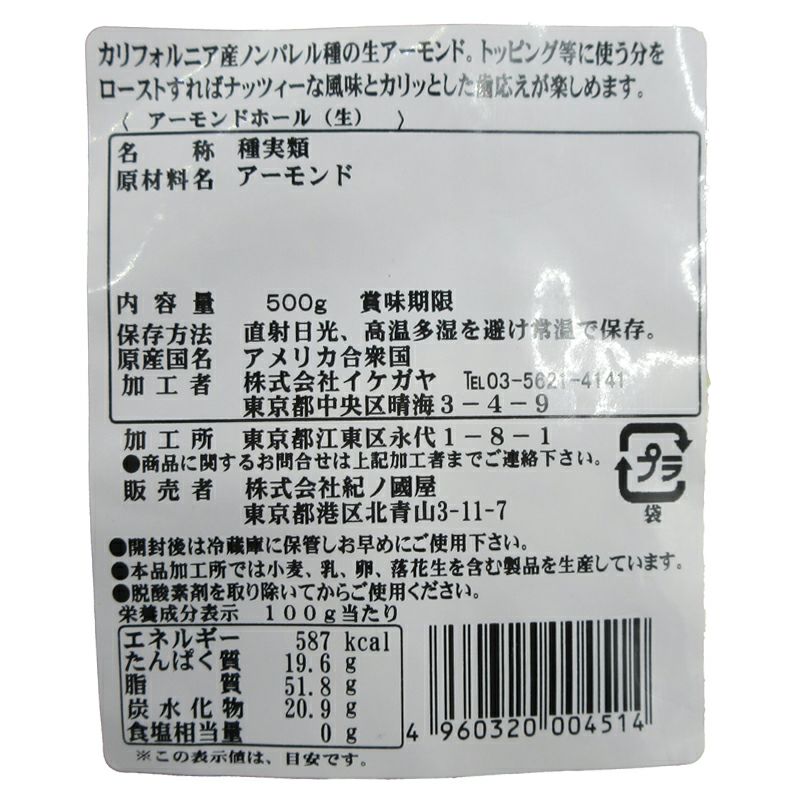 カリフォルニア産ノンパレル種の生アーモンド。トッピング等に使う分を
ローストすればナッツィーな風味とカリッとした歯応えが楽しめます。
〈 アーモンドホール（生） 〉
名 称 種実類
原材料名 アーモンド
内容量 500g 賞味期限
保存方法 直射日光、高温多湿を避け常温で保存。
原産国名 アメリカ合衆国
加工者 株式会社イケガヤ TEL03-5621-4141
東京都中央区晴海3－4－9
加工所 東京都江東区永代1－8－1
●商品に関するお問合せは上記加工者までご連絡下さい。
販売者 株式会社紀ノ國屋
東京都港区北青山3-11-7
プラ
袋
●開封後は冷蔵庫に保管しお早めにご使用下さい。
●本品加工所では小麦、乳、卵、落花生を含む製品を生産しています。
●脱酸素剤を取り除いてからご使用ください。
栄養成分表示 100g当たり
エネルギー 587 kcal
たんぱく質 19.6 g
脂質 51.8 g
炭水化物 20.9 g
食塩相当量 0 g
※この表示値は、目安です。
4 960320 004514